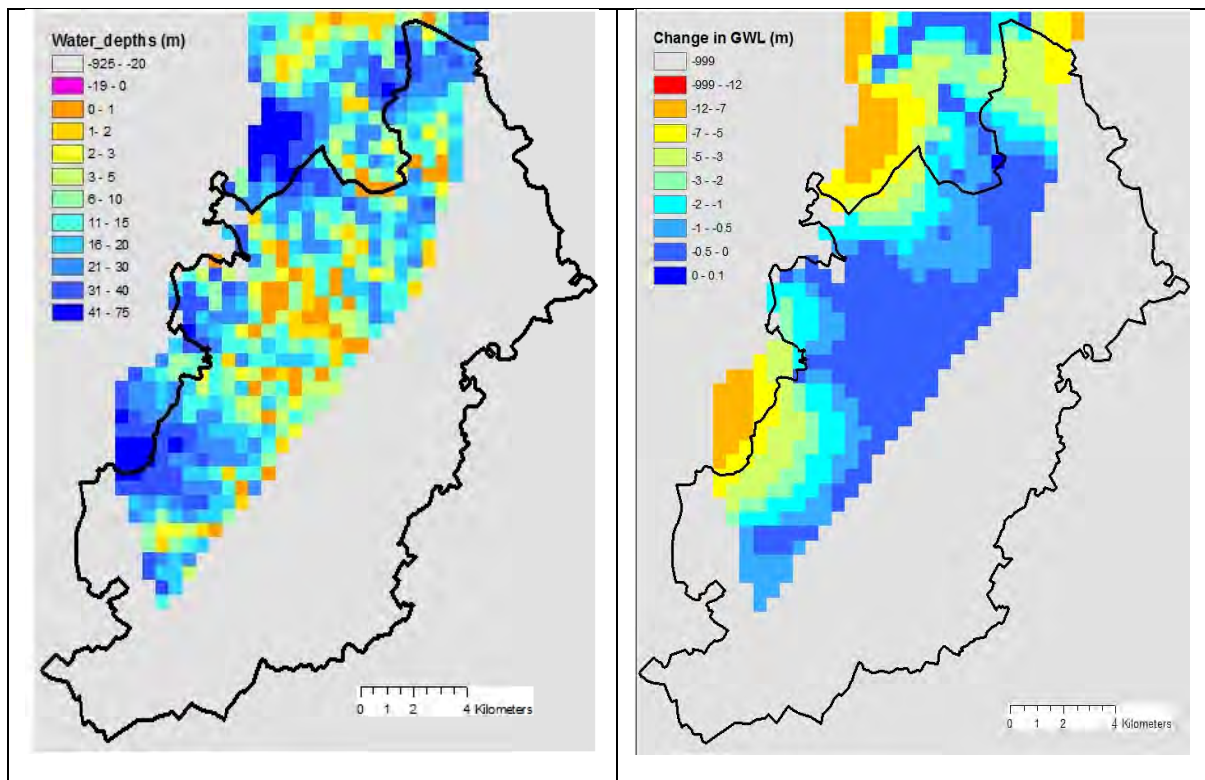 Water_depths (m)
-925 - -20
-19 - 0
0 - 1
1 - 2
2 - 3
3 - 5
6 - 10
11 - 15
16 - 20
21 - 30
31 - 40
41 - 75
0 1 2 4 Kilometers
Change in GWL (m)
-999
-999 - -12
-12 - -7
-7 - -5
-5 - -3
-3 - -2
-2 - -1
-1 - -0.5
-0.5 - 0
0 - 0.1
0 1 2 4 Kilometers